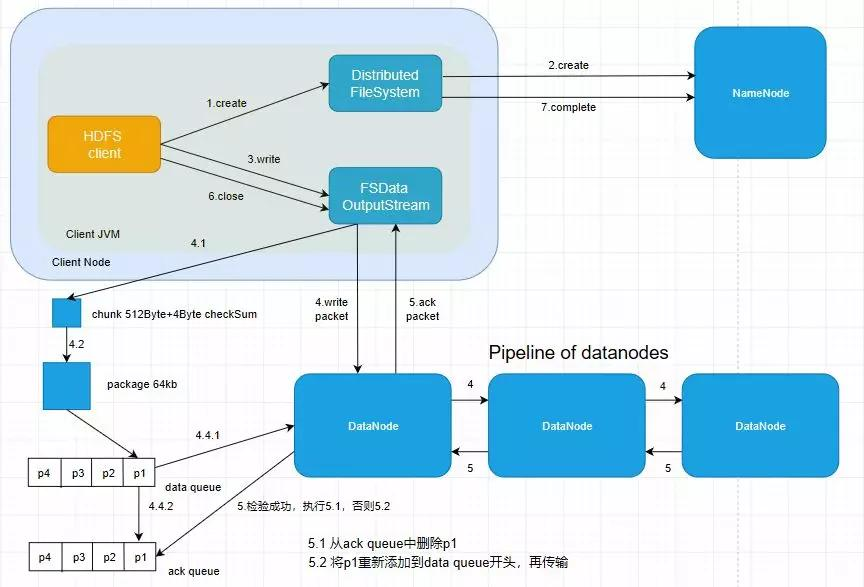 Distributed
FileSystem
2.create
NameNode
1.create
7.complete
HDFS
client
3.write
FSData
OutputStream
6.close
Client JVM
4.1
Client Node
chunk 512Byte+4Byte checkSum
4.write
packet
5.ack
packet
4.2
Pipeline of datanodes
package 64kb
4
4
DataNode
DataNode
DataNode
4.4.1
5
5
p4 p3 p2 p1
data queue
4.4.2
5.检验成功，执行5.1，否则5.2
p4 p3 p2 p1
ack queue
5.1 从ack queue中删除p1
5.2 将p1重新添加到data queue开头，再传输